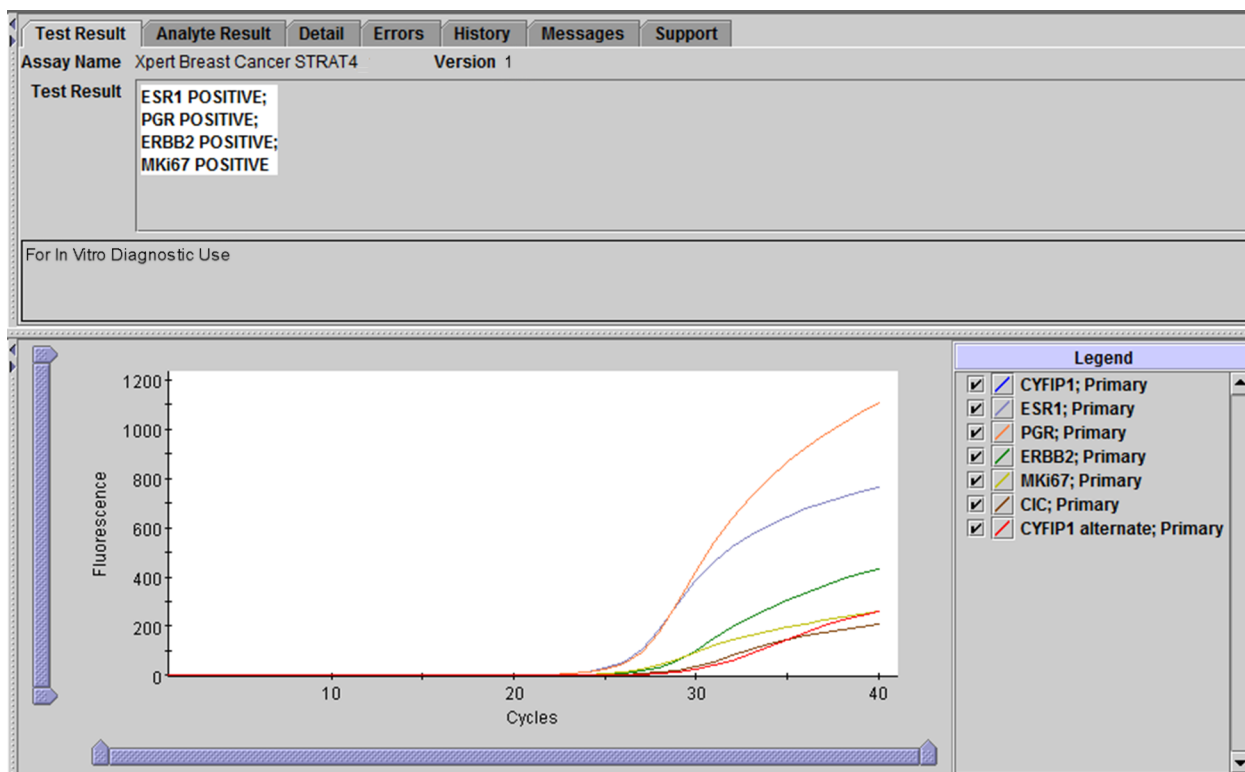 Test Result Analyte Result Detail Errors History Messages Support
Assay Name Xpert Breast Cancer STRAT4 Version 1
Test Result
ESR1 POSITIVE;
PGR POSITIVE;
ERBB2 POSITIVE;
MKi67 POSITIVE
For In Vitro Diagnostic Use
1200
1000
800
600
400
200
0
Fluorescence
10 20 30 40
Cycles
Legend
CYFIP1; Primary
ESR1; Primary
PGR; Primary
ERBB2; Primary
MKi67; Primary
CIC; Primary
CYFIP1 alternate; Primary